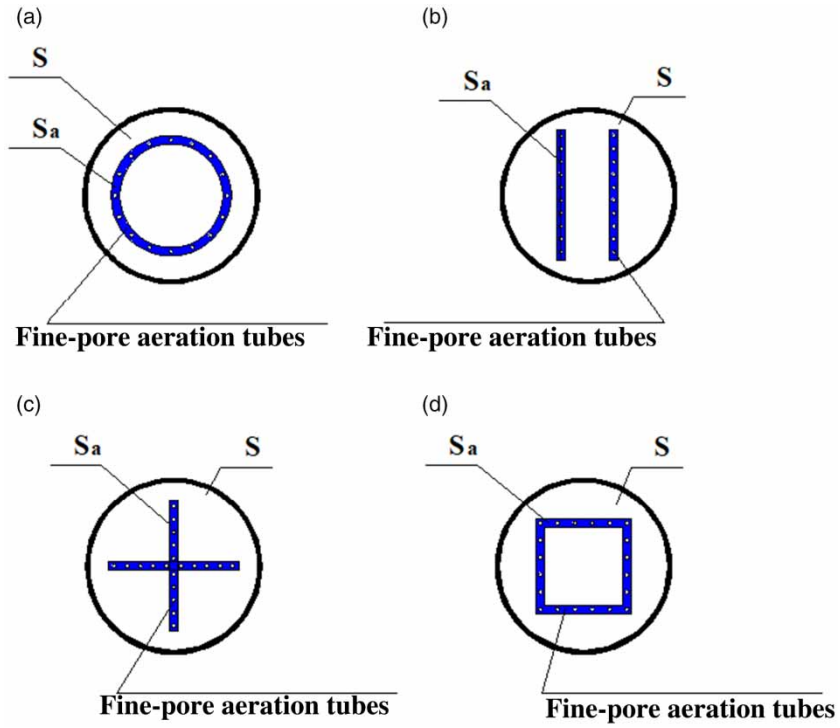 (a)
(b)
S
Sa
Sa
S
Fine-pore aeration tubes
Fine-pore aeration tubes
(c)
(d)
Sa
S
Sa
S
Fine-pore aeration tubes
Fine-pore aeration tubes